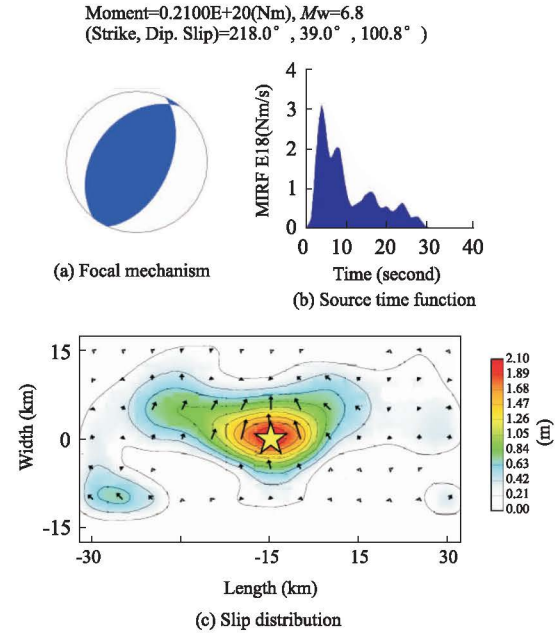 Moment=0.2100E+20(Nm), Mw=6.8
(Strike, Dip. Slip)=218.0°, 39.0°, 100.8° )
(a) Focal mechanism
4
3
2
1
0
MIRF E18(Nm/s)
0 10 20 30 40
Time (second)
(b) Source time function
15
0
-15
Width (km)
-30 -15 15 30
Length (km)
2.10
1.89
1.68
1.47
1.26
1.05
0.84
0.63
0.42
0.21
0.00
(m)
(c) Slip distribution